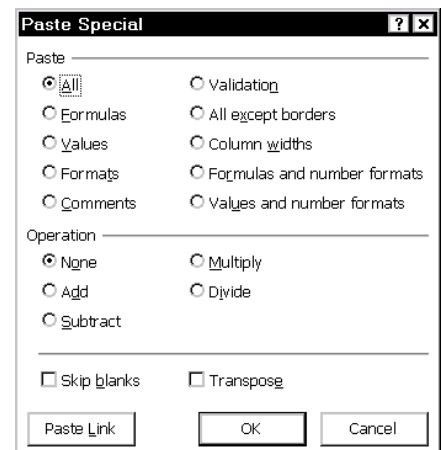 Paste Special ? ×
Paste
All Validation
Formulas All except borders
Values Column widths
Formats Formulas and number formats
Comments Values and number formats
Operation
None Multiply
Add Divide
Subtract
Skip blanks Transpose
Paste Link OK Cancel